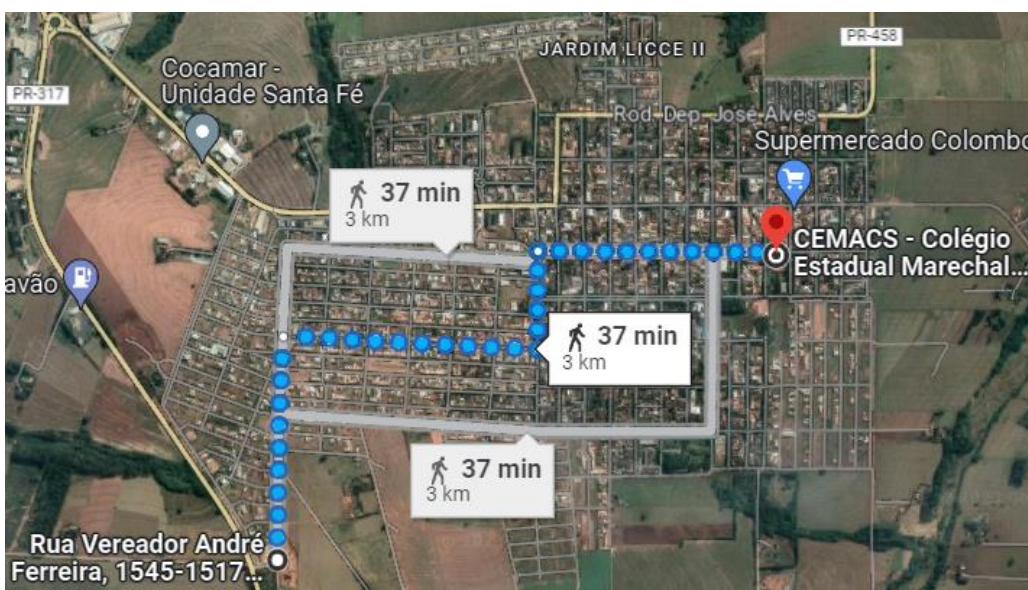 JARDIM LICCE II
PR-458
Cocamar -
Unidade Santa Fé
PR-317
Rod. Dep. José Alves
Supermercado Colombo
37 min
3 km
CEMACS - Colégio
Estadual Marechal...
avão
37 min
3 km
37 min
3 km
Rua Vereador André
Ferreira, 1545-1517...